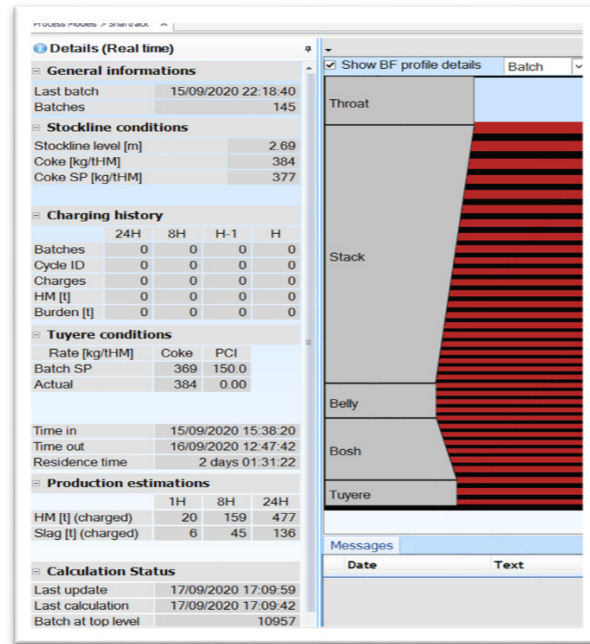 Process Models > Shaftrack
Details (Real time)
General informations
Last batch 15/09/2020 22:18:40
Batches 145
Stockline conditions
Stockline level [m] 2.69
Coke [kg/tHM] 384
Coke SP [kg/tHM] 377
Charging history
24H 8H H-1 H
Batches 0 0 0 0
Cycle ID 0 0 0 0
Charges 0 0 0 0
HM [t] 0 0 0 0
Burden [t] 0 0 0 0
Tuyere conditions
Rate [kg/tHM] Coke PCI
Batch SP 369 150.0
Actual 384 0.00
Time in 15/09/2020 15:38:20
Time out 16/09/2020 12:47:42
Residence time 2 days 01:31:22
Production estimations
1H 8H 24H
HM [t] (charged) 20 159 477
Slag [t] (charged) 6 45 136
Calculation Status
Last update 17/09/2020 17:09:59
Last calculation 17/09/2020 17:09:42
Batch at top level 10957
Show BF profile details Batch
Throat
Stack
Belly
Bosh
Tuyere
Messages
Date Text